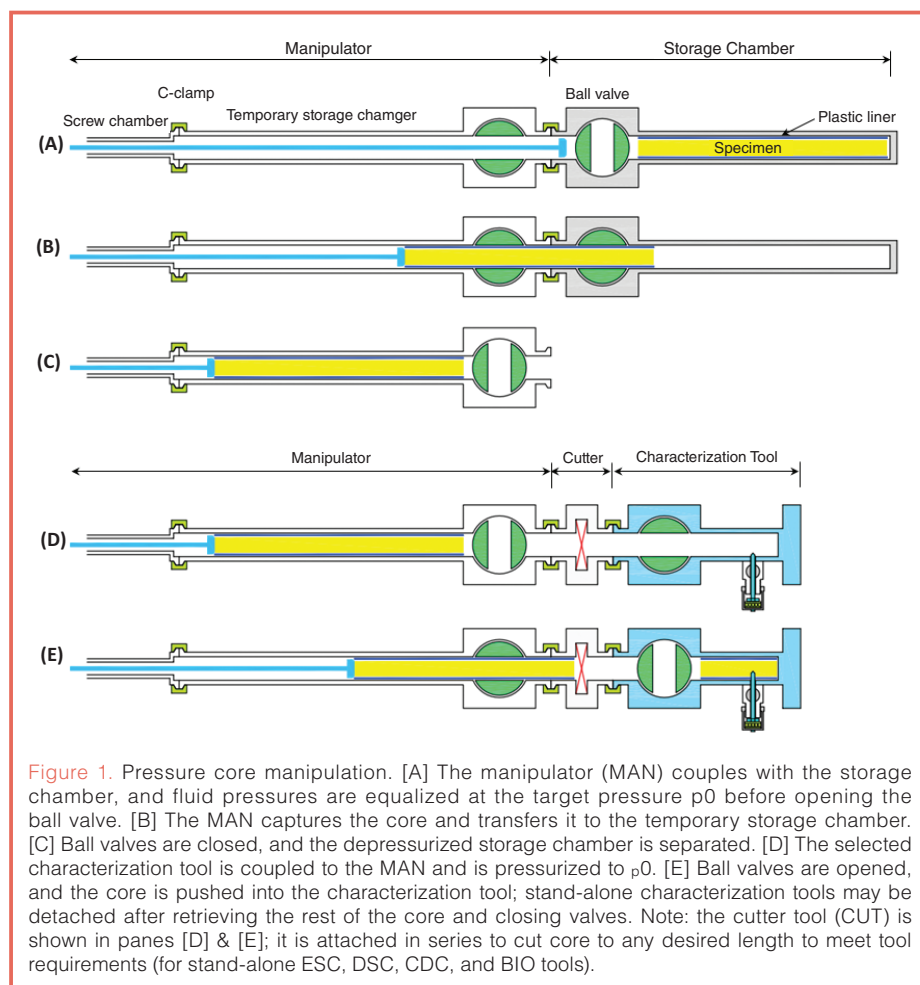 Manipulator Storage Chamber
C-clamp Ball valve
Screw chamber Temporary storage chamger Plastic liner
(A) Specimen
(B)
(C)
Manipulator Cutter Characterization Tool
(D)
(E)
Figure 1. Pressure core manipulation. [A] The manipulator (MAN) couples with the storage
chamber, and fluid pressures are equalized at the target pressure p0 before opening the
ball valve. [B] The MAN captures the core and transfers it to the temporary storage chamber.
[C] Ball valves are closed, and the depressurized storage chamber is separated. [D] The selected
characterization tool is coupled to the MAN and is pressurized to p0. [E] Ball valves are opened,
and the core is pushed into the characterization tool; stand-alone characterization tools may be
detached after retrieving the rest of the core and closing valves. Note: the cutter tool (CUT) is
shown in panes [D] & [E]; it is attached in series to cut core to any desired length to meet tool
requirements (for stand-alone ESC, DSC, CDC, and BIO tools).